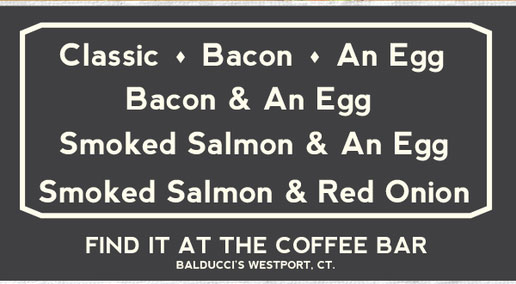 Classic ♦ Bacon ♦ An Egg
Bacon & An Egg
Smoked Salmon & An Egg
Smoked Salmon & Red Onion
FIND IT AT THE COFFEE BAR
BALDUCCI'S WESTPORT, CT.